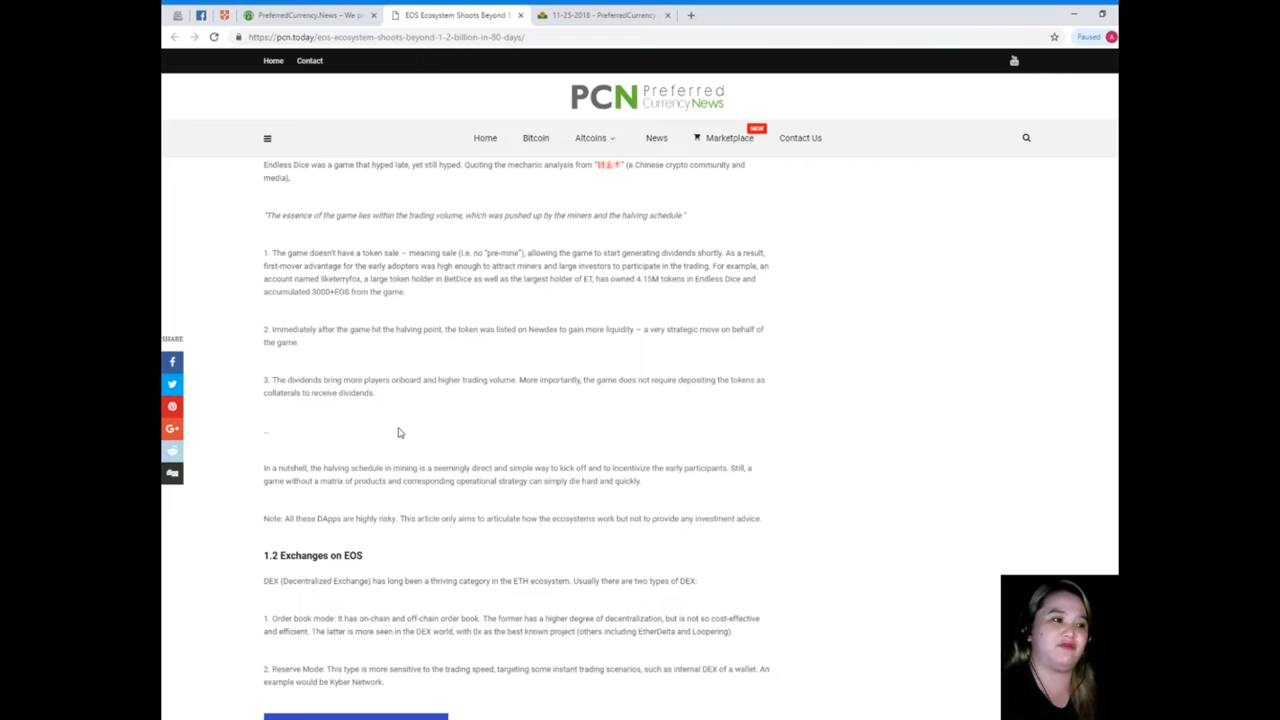 PreferredCurrency.News – We p
EOS Ecosystem Shoots Beyond
11-25-2018 - PreferredCurrency
https://pcn.today/eos-ecosystem-shoots-beyond-1-2-billion-in-80-days/
Paused
A
Home
Contact
PCN Preferred
Currency News
Home
Bitcoin
Altcoins
News
Marketplace
NEW
Contact Us
Endless Dice was a game that hyped late, yet still hyped. Quoting the mechanic analysis from “ ” (a Chinese crypto community and
media),
“The essence of the game lies within the trading volume, which was pushed up by the miners and the halving schedule.”
1. The game doesn’t have a token sale – meaning sale (i.e. no “pre-mine”), allowing the game to start generating dividends shortly. As a result,
first-mover advantage for the early adopters was high enough to attract miners and large investors to participate in the trading. For example, an
account named liketerryfox, a large token holder in BetDice as well as the largest holder of ET, has owned 4.15M tokens in Endless Dice and
accumulated 3000+EOS from the game.
2. Immediately after the game hit the halving point, the token was listed on Newdex to gain more liquidity – a very strategic move on behalf of
the game.
SHARE
3. The dividends bring more players onboard and higher trading volume. More importantly, the game does not require depositing the tokens as
collaterals to receive dividends.
–
In a nutshell, the halving schedule in mining is a seemingly direct and simple way to kick off and to incentivize the early participants. Still, a
game without a matrix of products and corresponding operational strategy can simply die hard and quickly.
Note: All these DApps are highly risky. This article only aims to articulate how the ecosystems work but not to provide any investment advice.
1.2 Exchanges on EOS
DEX (Decentralized Exchange) has long been a thriving category in the ETH ecosystem. Usually there are two types of DEX:
1. Order book mode: It has on-chain and off-chain order book. The former has a higher degree of decentralization, but is not so cost-effective
and efficient. The latter is more seen in the DEX world, with 0x as the best known project (others including EtherDelta and Loopering).
2. Reserve Mode: This type is more sensitive to the trading speed, targeting some instant trading scenarios, such as internal DEX of a wallet. An
example would be Kyber Network.